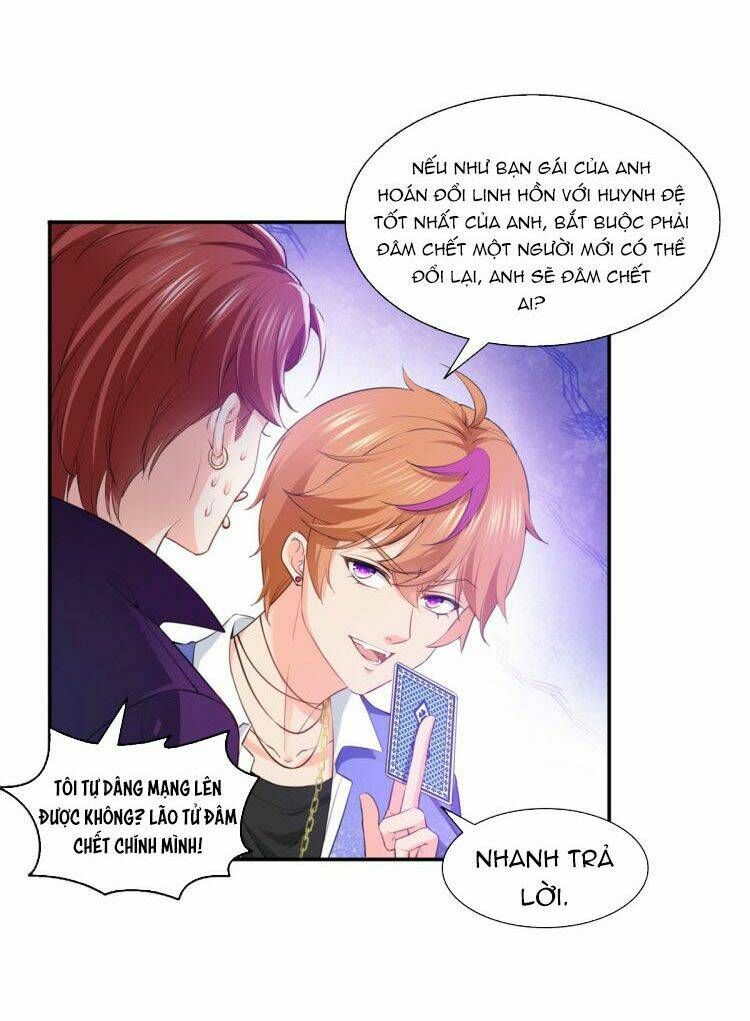 NẾU NHƯ BẠN GÁI CỦA ANH
HOÁN ĐỔI LINH HỒN VỚI HUYNH ĐỆ
TỐT NHẤT CỦA ANH, BẮT BUỘC PHẢI
ĐÂM CHẾT MỘT NGƯỜI MỚI CÓ THỂ
ĐỔI LẠI, ANH SẼ ĐÂM CHẾT
AI?
TÔI TỰ DÂNG MẠNG LÊN
ĐƯỢC KHÔNG? LÃO TỬ ĐÂM
CHẾT CHÍNH MÌNH!
NHANH TRẢ
LỜI.